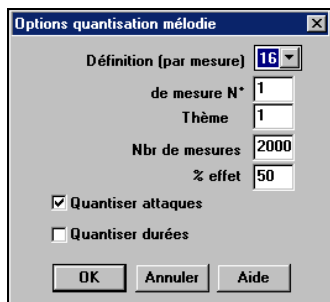 Options quantisation mélodie
Définition (par mesure) 16
de mesure N° 1
Thème 1
Nbr de mesures 2000
% effet 50
Quantiser attaques
Quantiser durées
OK Annuler Aide